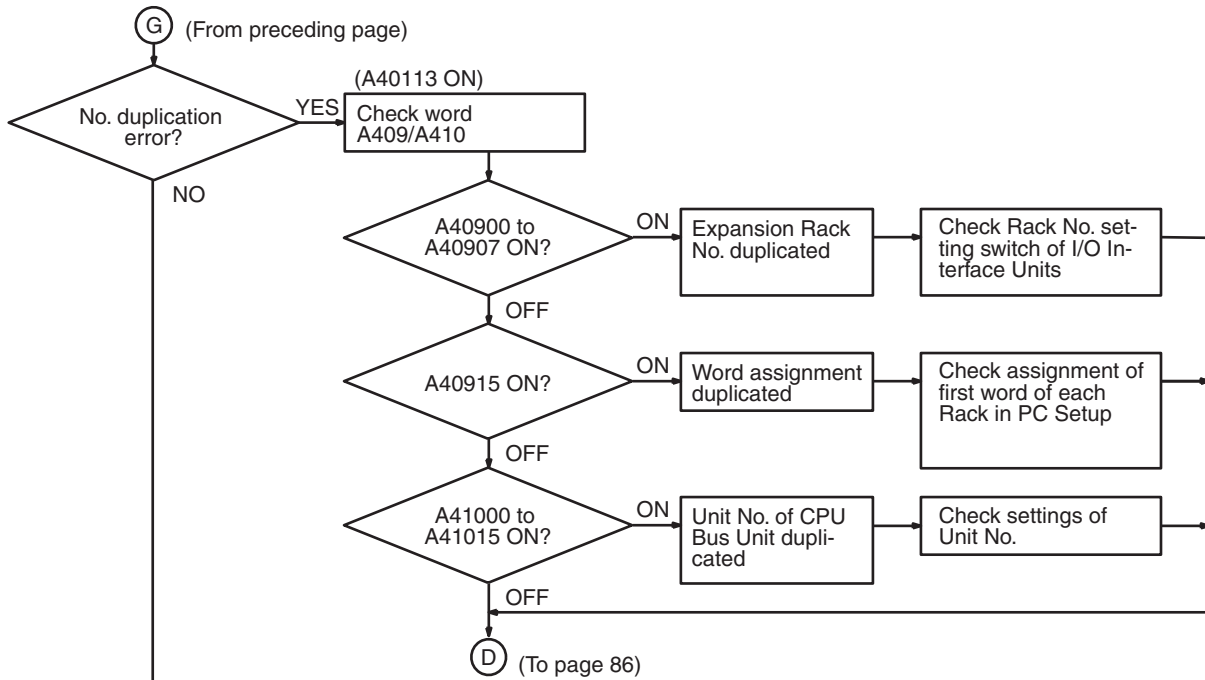 G
(From preceding page)
No. duplication
error?
YES
NO
(A40113 ON)
Check word
A409/A410
A40900 to
A40907 ON?
ON
Expansion Rack
No. duplicated
Check Rack No. set-
ting switch of I/O In-
terface Units
OFF
A40915 ON?
ON
Word assignment
duplicated
Check assignment of
first word of each
Rack in PC Setup
OFF
A41000 to
A41015 ON?
ON
Unit No. of CPU
Bus Unit dupli-
cated
Check settings of
Unit No.
OFF
D
(To page 86)